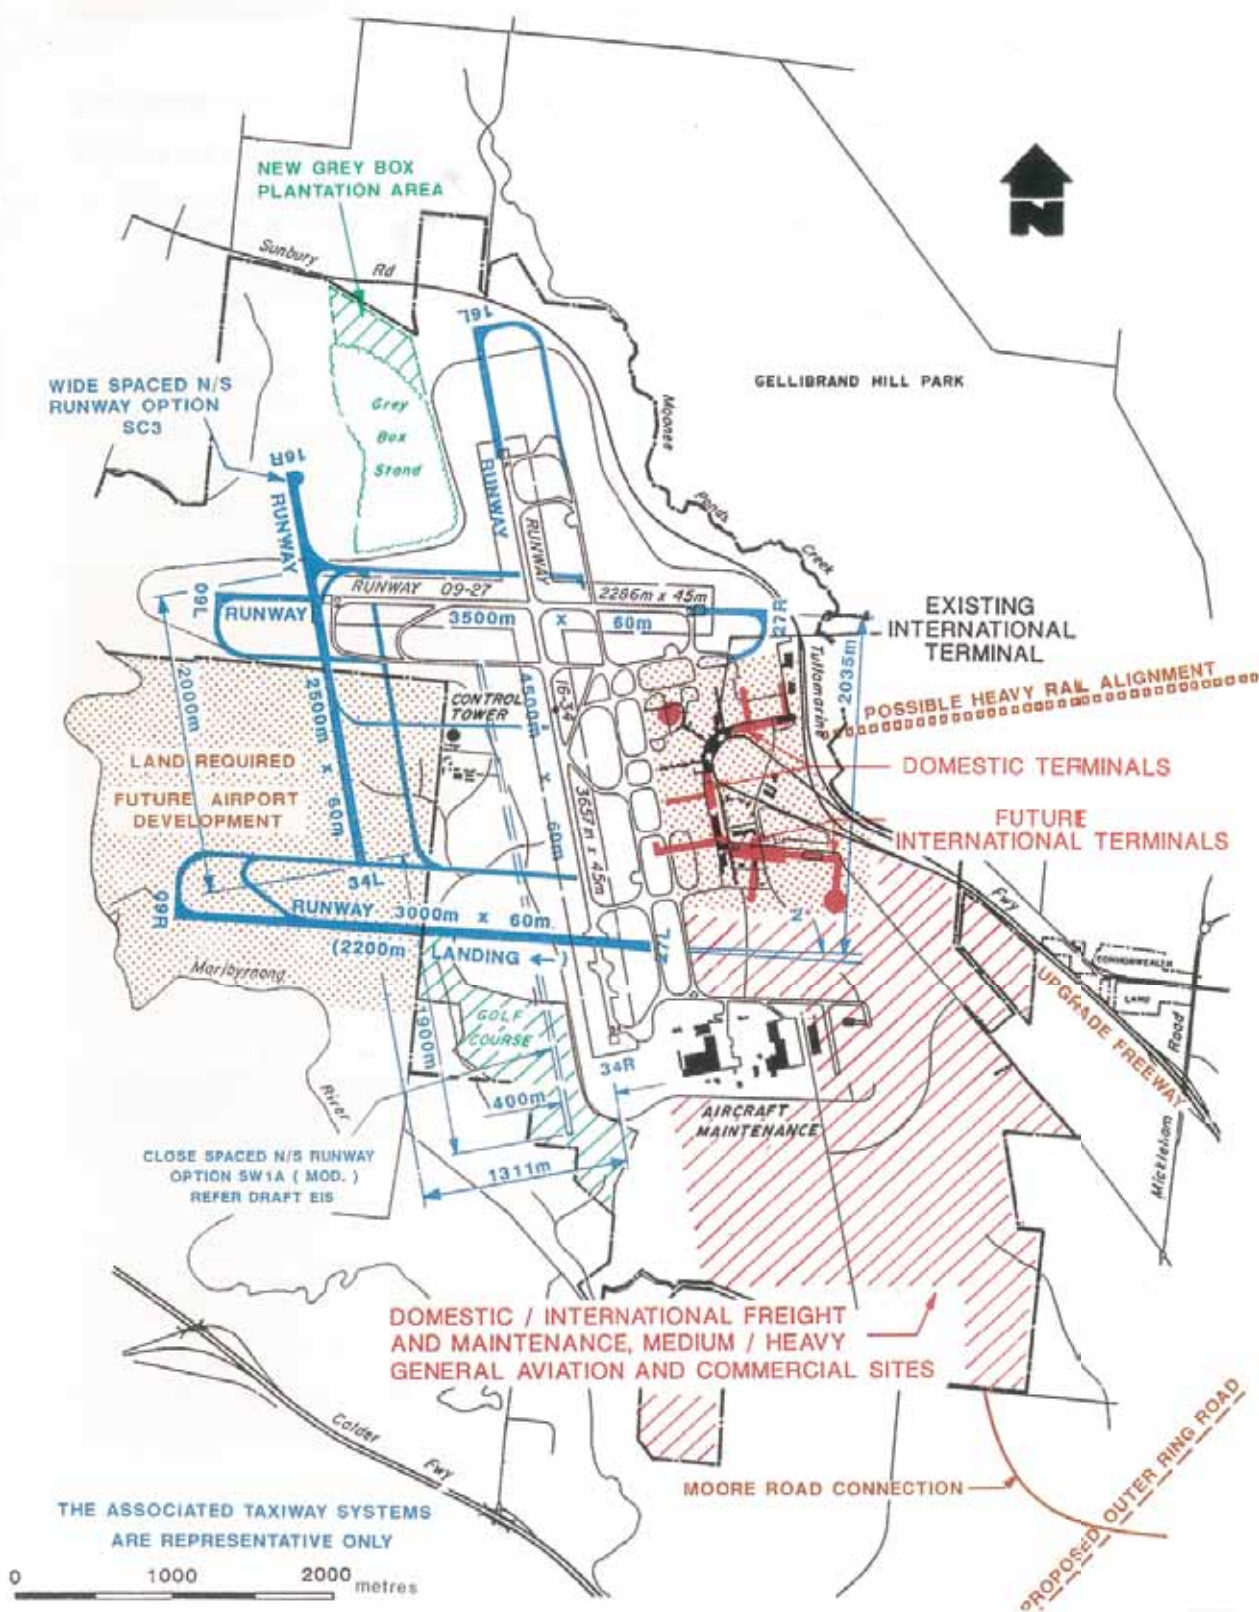 NEW GREY BOX
PLANTATION AREA
Sunbury
Rd
16L
WIDE SPACED N/S
RUNWAY OPTION
SC3
Grey
Box
Stand
GELLIBRAND HILL PARK
Moonee
Ponds
Creek
16R
RUNWAY
RUNWAY
RUNWAY
RUNWAY 09-27
2286m x 45m
09L
RUNWAY
3500m x 60m
27R
EXISTING
INTERNATIONAL
TERMINAL
Tullamarine
2035m
POSSIBLE HEAVY RAIL ALIGNMENT
2000m
2500m x 60m
CONTROL
TOWER
4500m x 60m
16-34
3657m x 45m
LAND REQUIRED
FUTURE AIRPORT
DEVELOPMENT
DOMESTIC TERMINALS
FUTURE
INTERNATIONAL TERMINALS
34L
09R
RUNWAY 3000m x 60m.
(2200m LANDING ← )
27L
2°
Fwy
Maribyrnong
River
COMMONWEALTH
LAND
UPGRADE FREEWAY
Road
Mickleham
GOLF
COURSE
1900m
34R
400m
AIRCRAFT
MAINTENANCE
1311m
CLOSE SPACED N/S RUNWAY
OPTION SW1A ( MOD. )
REFER DRAFT EIS
DOMESTIC / INTERNATIONAL FREIGHT
AND MAINTENANCE, MEDIUM / HEAVY
GENERAL AVIATION AND COMMERCIAL SITES
Calder
Fwy
MOORE ROAD CONNECTION
PROPOSED OUTER RING ROAD
THE ASSOCIATED TAXIWAY SYSTEMS
ARE REPRESENTATIVE ONLY
0 1000 2000 metres
N